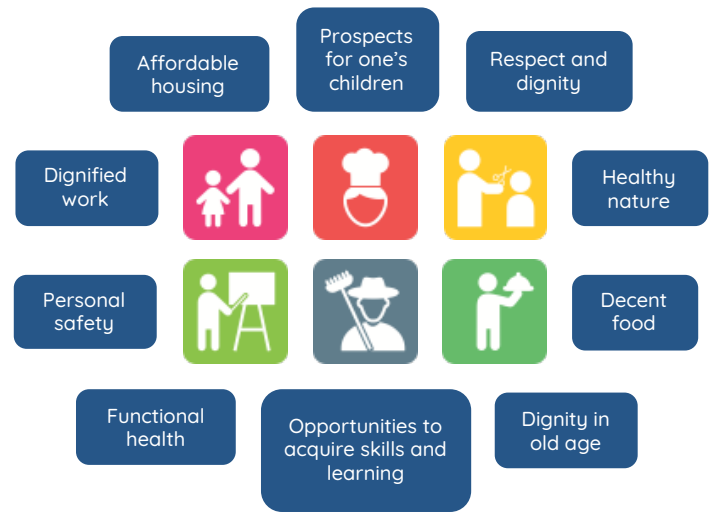 Affordable
housing
Prospects
for one's
children
Respect and
dignity
Dignified
work
Healthy
nature
Personal
safety
Decent
food
Functional
health
Opportunities to
acquire skills and
learning
Dignity in
old age